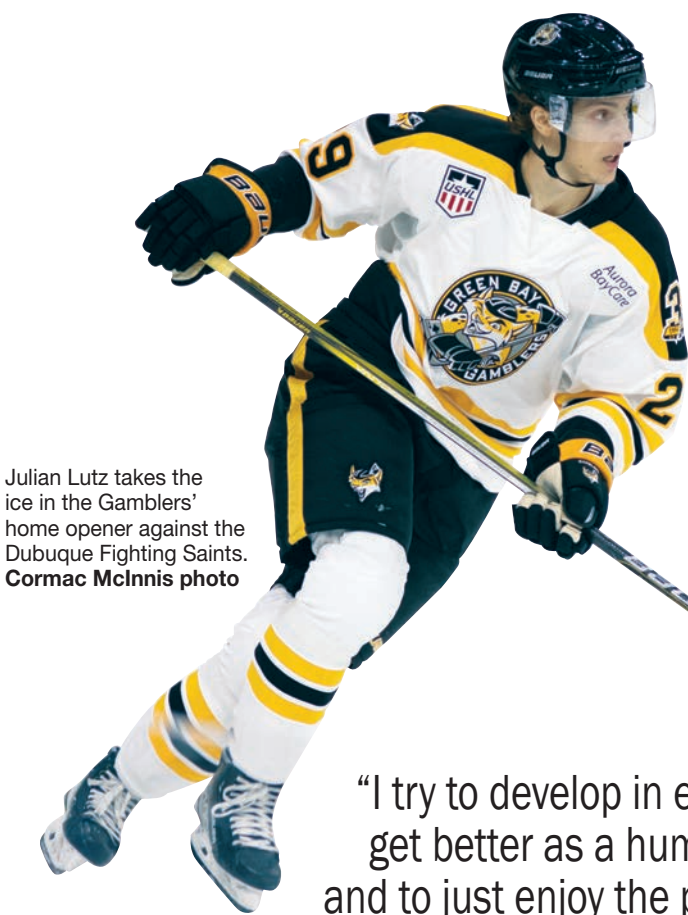 BAUER
9
USHL
Aurora
BayCare
GREEN BAY
GAMBLERS
2
Julian Lutz takes the
ice in the Gamblers’
home opener against the
Dubuque Fighting Saints.
Cormac McInnis photo
“I try to develop in e
get better as a hum
and to just enjoy the p